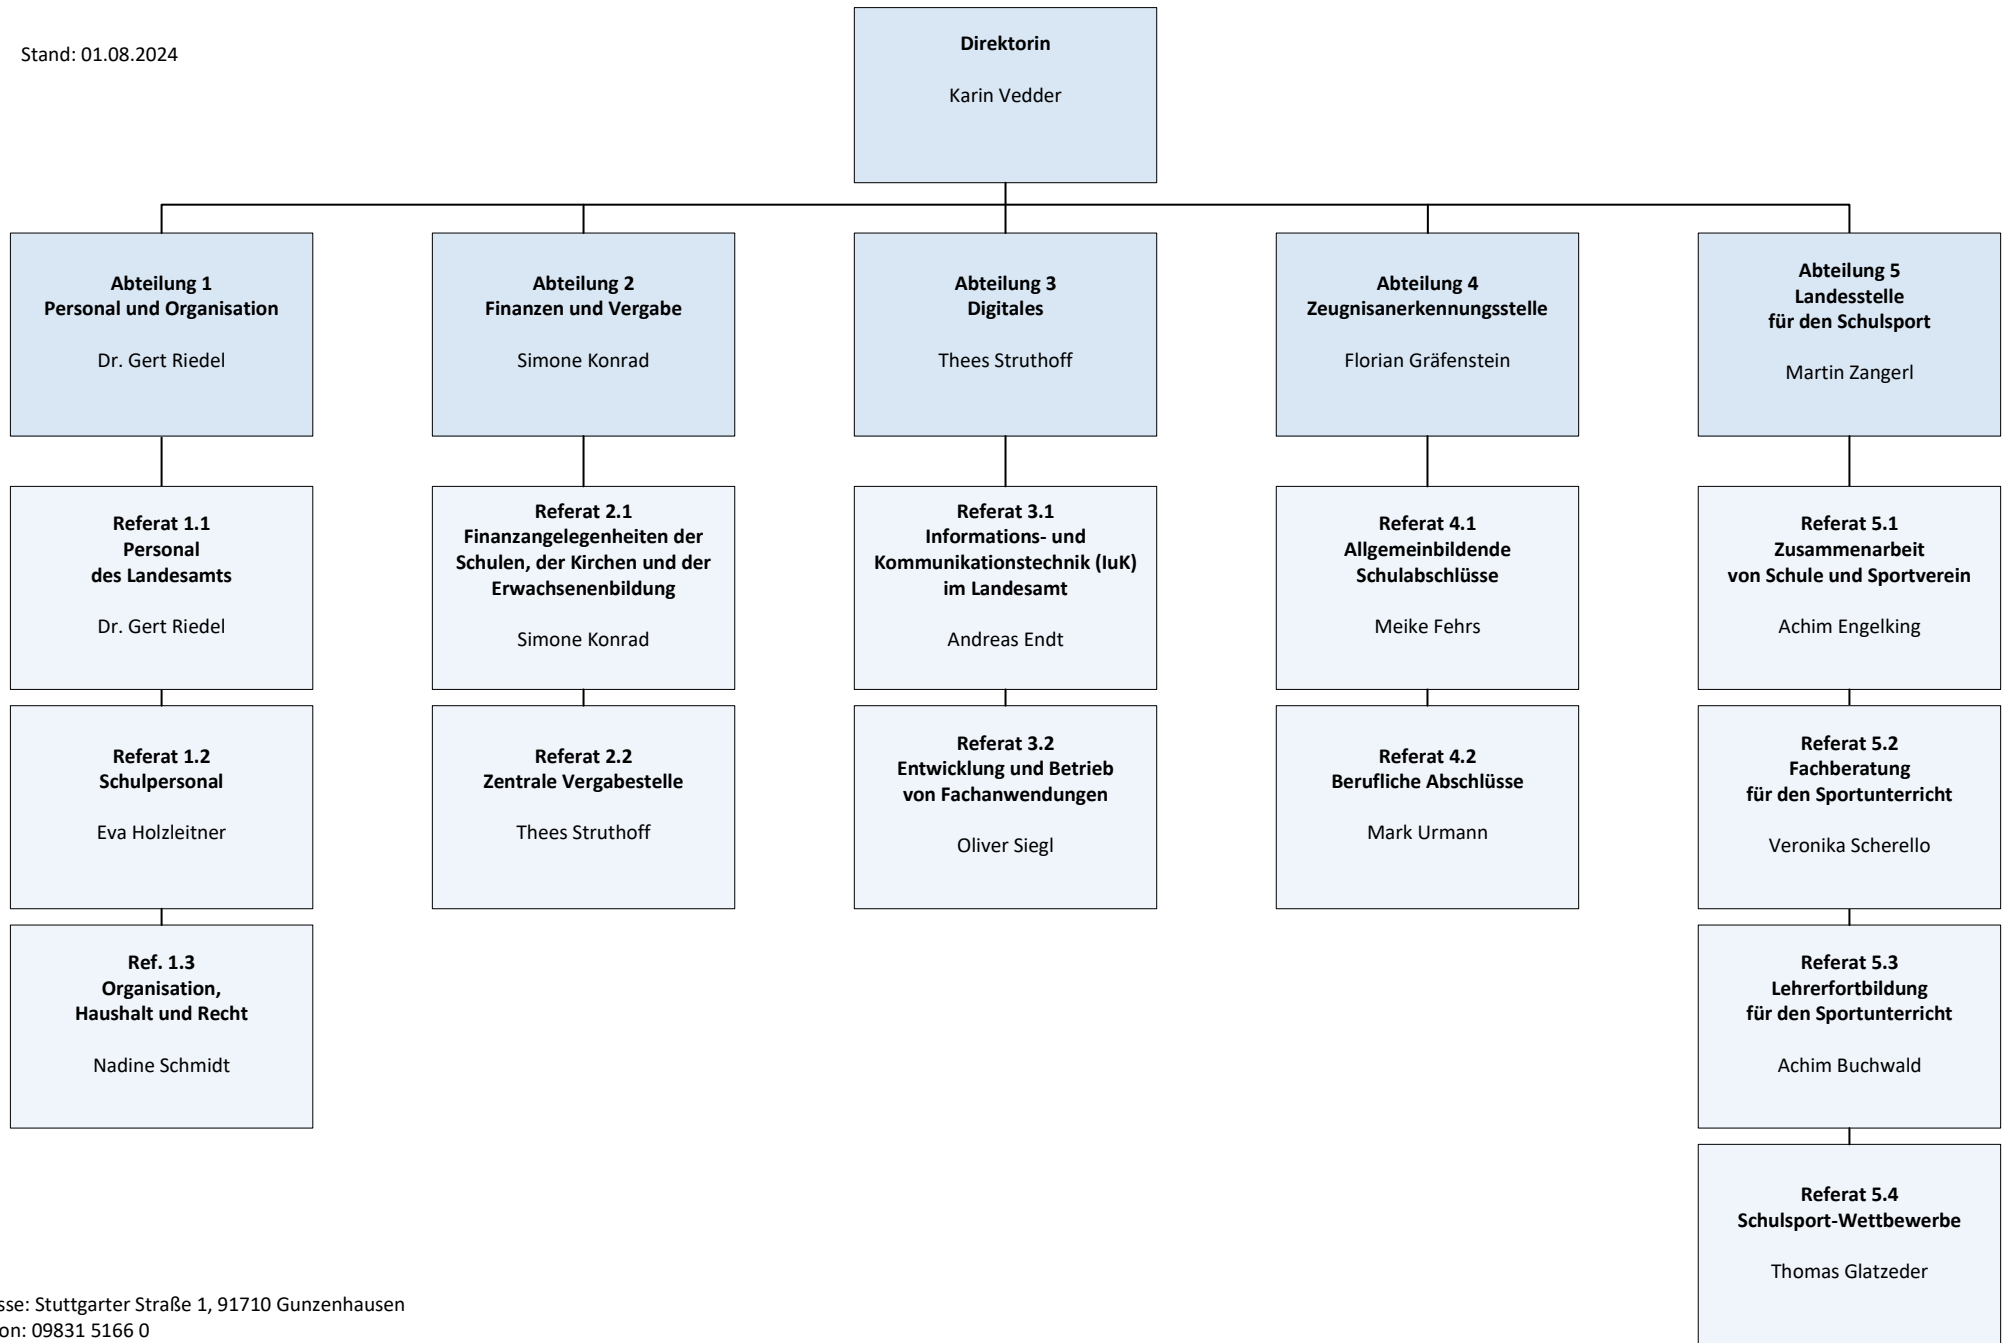 Stand: 01.08.2024
Direktorin
Karin Vedder
Abteilung 1
Personal und Organisation
Dr. Gert Riedel
Abteilung 2
Finanzen und Vergabe
Simone Konrad
Abteilung 3
Digitales
Thees Struthoff
Abteilung 4
Zeugnisanerkennungsstelle
Florian Gräfenstein
Abteilung 5
Landesstelle
für den Schulsport
Martin Zangerl
Referat 1.1
Personal
des Landesamts
Dr. Gert Riedel
Referat 2.1
Finanzangelegenheiten der
Schulen, der Kirchen und der
Erwachsenenbildung
Simone Konrad
Referat 3.1
Informations- und
Kommunikationstechnik (IuK)
im Landesamt
Andreas Endt
Referat 4.1
Allgemeinbildende
Schulabschlüsse
Meike Fehrs
Referat 5.1
Zusammenarbeit
von Schule und Sportverein
Achim Engelking
Referat 1.2
Schulpersonal
Eva Holzleitner
Referat 2.2
Zentrale Vergabestelle
Thees Struthoff
Referat 3.2
Entwicklung und Betrieb
von Fachanwendungen
Oliver Siegl
Referat 4.2
Berufliche Abschlüsse
Mark Urmann
Referat 5.2
Fachberatung
für den Sportunterricht
Veronika Scherello
Ref. 1.3
Organisation,
Haushalt und Recht
Nadine Schmidt
Referat 5.3
Lehrerfortbildung
für den Sportunterricht
Achim Buchwald
Referat 5.4
Schulsport-Wettbewerbe
Thomas Glatzeder
sse: Stuttgarter Straße 1, 91710 Gunzenhausen
on: 09831 5166 0